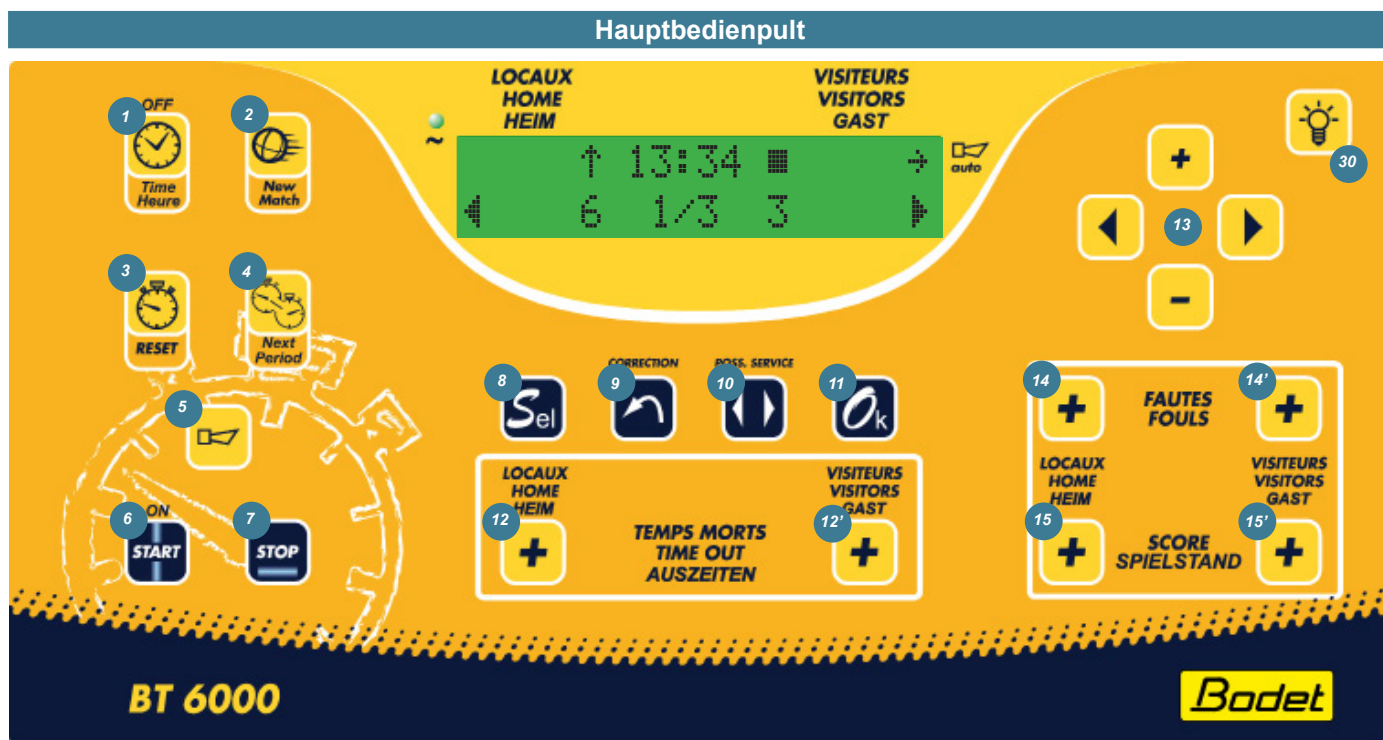 Hauptbedienpult
LOCAUX
HOME
HEIM
VISITEURS
VISITORS
GAST
1
OFF
Time
Heure
2
New
Match
~
↑ 13:34 ■ →
◀ 6 1/3 3 ▶
auto
30
+
13
-
3
RESET
4
Next
Period
5
6
ON
START
7
STOP
8
Sel
CORRECTION
9
POSS. SERVICE
10
11
Ok
LOCAUX
HOME
HEIM
12
+
TEMPS MORTS
TIME OUT
AUSZEITEN
VISITEURS
VISITORS
GAST
12'
+
14
+
FAUTES
FOULS
14'
+
LOCAUX
HOME
HEIM
VISITEURS
VISITORS
GAST
15
+
SCORE
SPIELSTAND
15'
+
BT 6000
Bodet